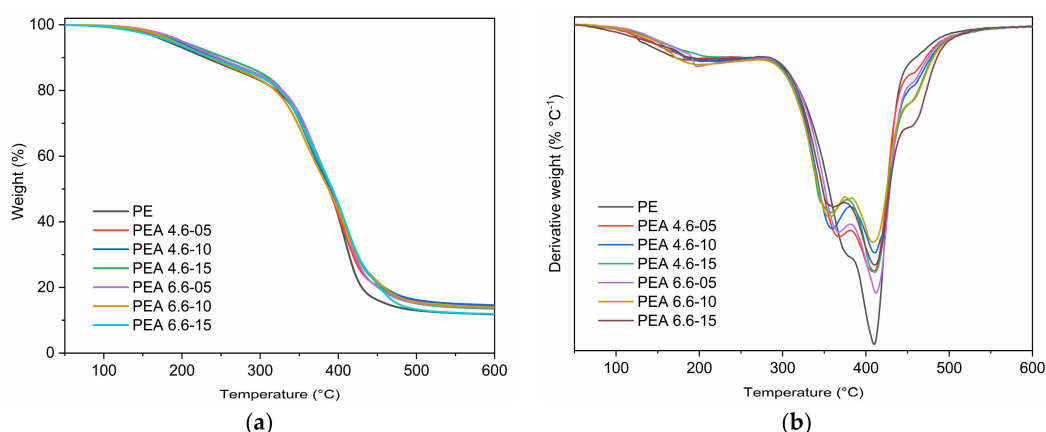 100
80
60
40
20
0
Weight (%)
PE
PEA 4.6-05
PEA 4.6-10
PEA 4.6-15
PEA 6.6-05
PEA 6.6-10
PEA 6.6-15
100 200 300 400 500 600
Temperature (°C)
(a)
Derivative weight (% °C⁻¹)
PE
PEA 4.6-05
PEA 4.6-10
PEA 4.6-15
PEA 6.6-05
PEA 6.6-10
PEA 6.6-15
100 200 300 400 500 600
Temperature (°C)
(b)